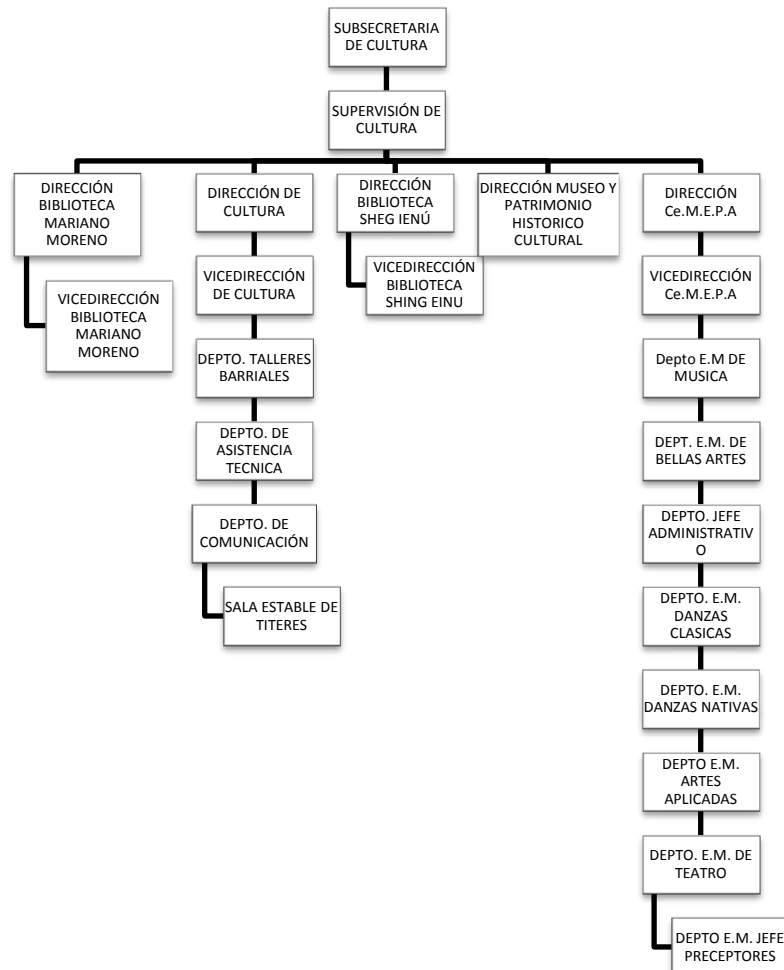 SUBSECRETARIA
DE CULTURA
SUPERVISIÓN DE
CULTURA
DIRECCIÓN
BIBLIOTECA
MARIANO
MORENO
VICEDIRECCIÓN
BIBLIOTECA
MARIANO
MORENO
DIRECCIÓN DE
CULTURA
VICEDIRECCIÓN
DE CULTURA
DEPTO. TALLERES
BARRIALES
DEPTO. DE
ASISTENCIA
TECNICA
DEPTO. DE
COMUNICACIÓN
SALA ESTABLE DE
TITERES
DIRECCIÓN
BIBLIOTECA
SHEG IENÚ
VICEDIRECCIÓN
BIBLIOTECA
SHING EINU
DIRECCIÓN MUSEO Y
PATRIMONIO
HISTORICO
CULTURAL
DIRECCIÓN
Ce.M.E.P.A
VICEDIRECCIÓN
Ce.M.E.P.A
Depto E.M DE
MUSICA
DEPT. E.M. DE
BELLAS ARTES
DEPTO. JEFE
ADMINISTRATIV
O
DEPTO. E.M.
DANZAS
CLASICAS
DEPTO. E.M.
DANZAS NATIVAS
DEPTO E.M.
ARTES
APLICADAS
DEPTO. E.M. DE
TEATRO
DEPTO E.M. JEFE
PRECEPTORES